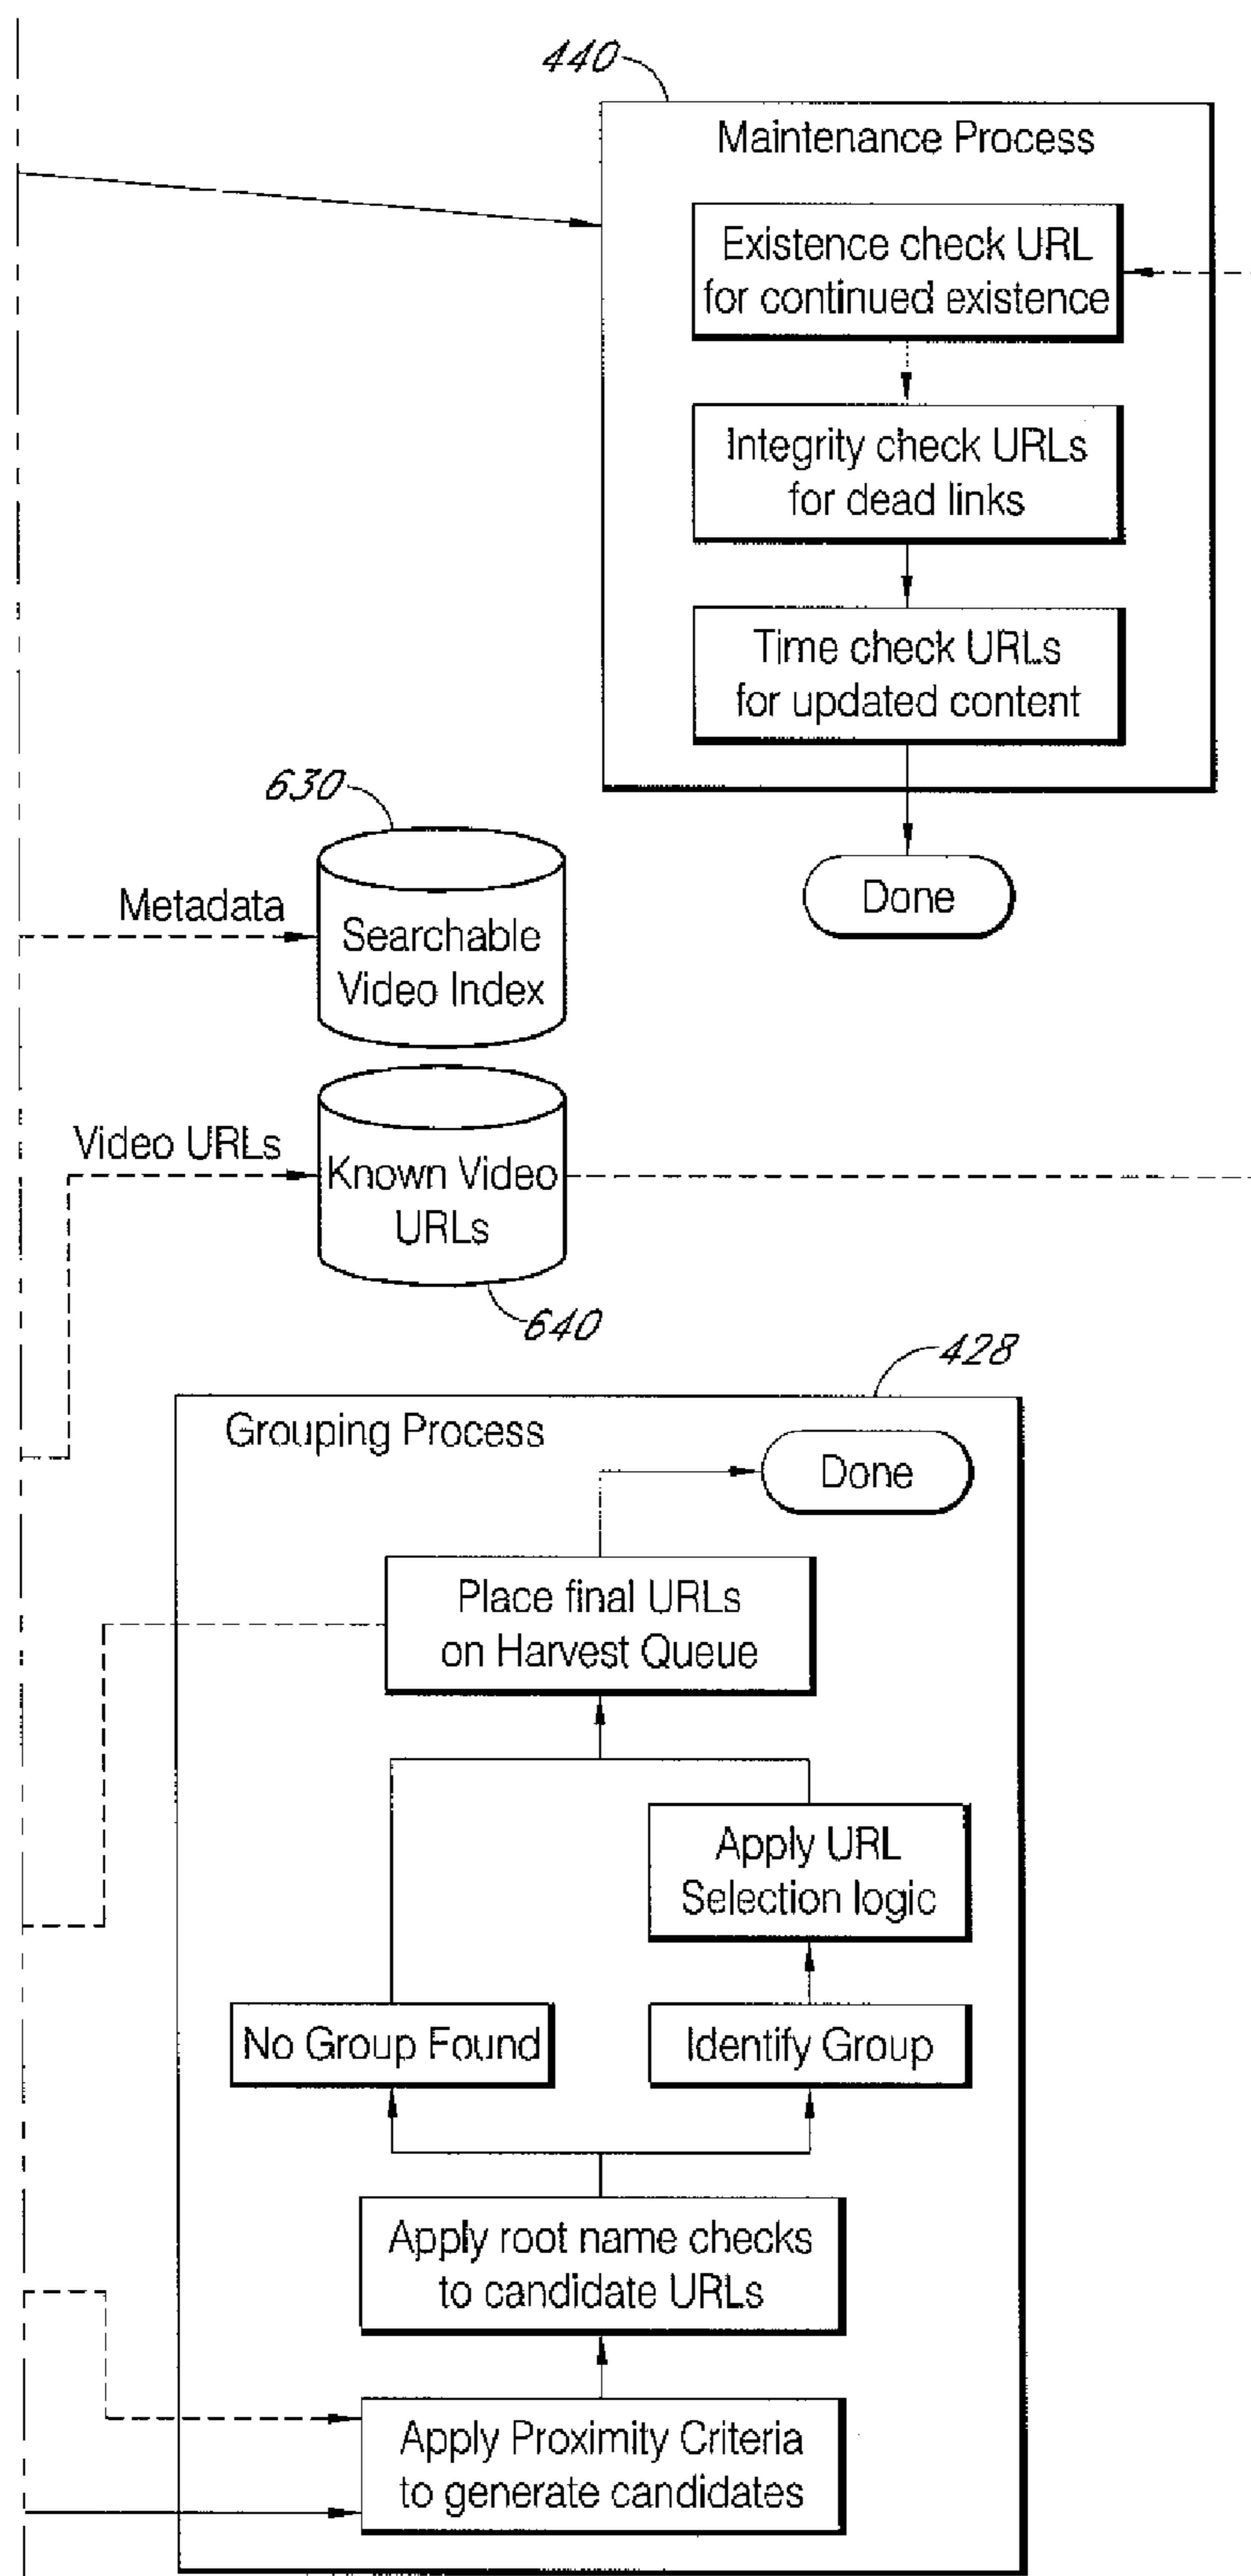 440
Maintenance Process
Existence check URL
for continued existence
Integrity check URLs
for dead links
Time check URLs
for updated content
Done
630
Metadata
Searchable
Video Index
Video URLs
Known Video
URLs
640
428
Grouping Process
Done
Place final URLs
on Harvest Queue
Apply URL
Selection logic
No Group Found
Identify Group
Apply root name checks
to candidate URLs
Apply Proximity Criteria
to generate candidates